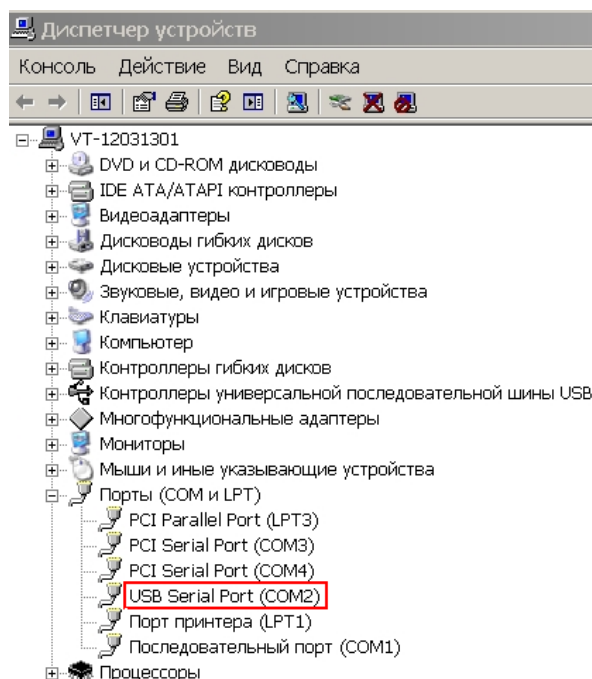 Диспетчер устройств
Консоль Действие Вид Справка
VT-12031301
DVD и CD-ROM дисководы
IDE ATA/ATAPI контроллеры
Видеоадаптеры
Дисководы гибких дисков
Дисковые устройства
Звуковые, видео и игровые устройства
Клавиатуры
Компьютер
Контроллеры гибких дисков
Контроллеры универсальной последовательной шины USB
Многофункциональные адаптеры
Мониторы
Мыши и иные указывающие устройства
Порты (COM и LPT)
PCI Parallel Port (LPT3)
PCI Serial Port (COM3)
PCI Serial Port (COM4)
USB Serial Port (COM2)
Порт принтера (LPT1)
Последовательный порт (COM1)
Процессоры